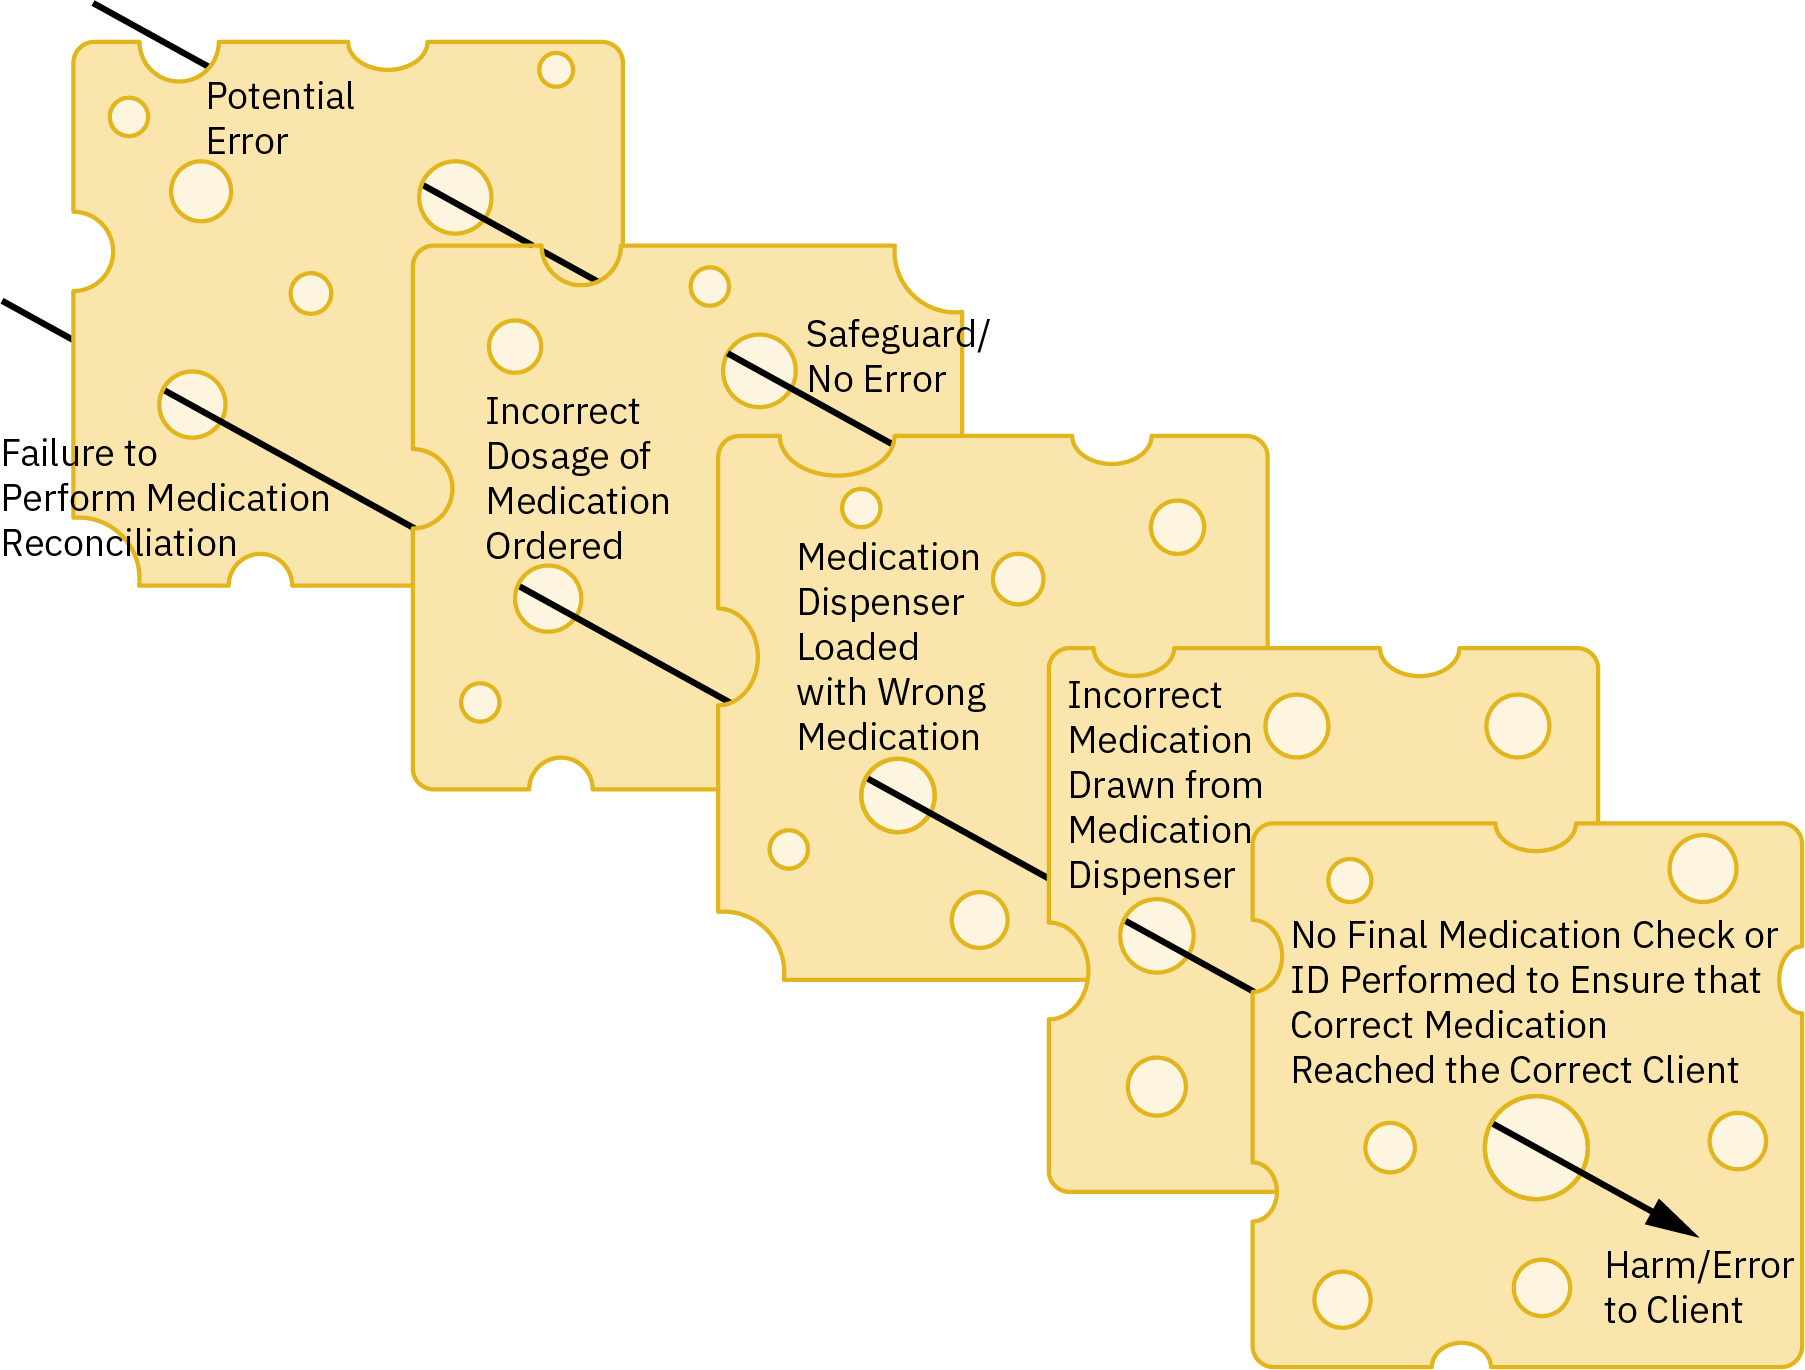 Potential
Error
Failure to
Perform Medication
Reconciliation
Incorrect
Dosage of
Medication
Ordered
Safeguard/
No Error
Medication
Dispenser
Loaded
with Wrong
Medication
Incorrect
Medication
Drawn from
Medication
Dispenser
No Final Medication Check or
ID Performed to Ensure that
Correct Medication
Reached the Correct Client
Harm/Error
to Client